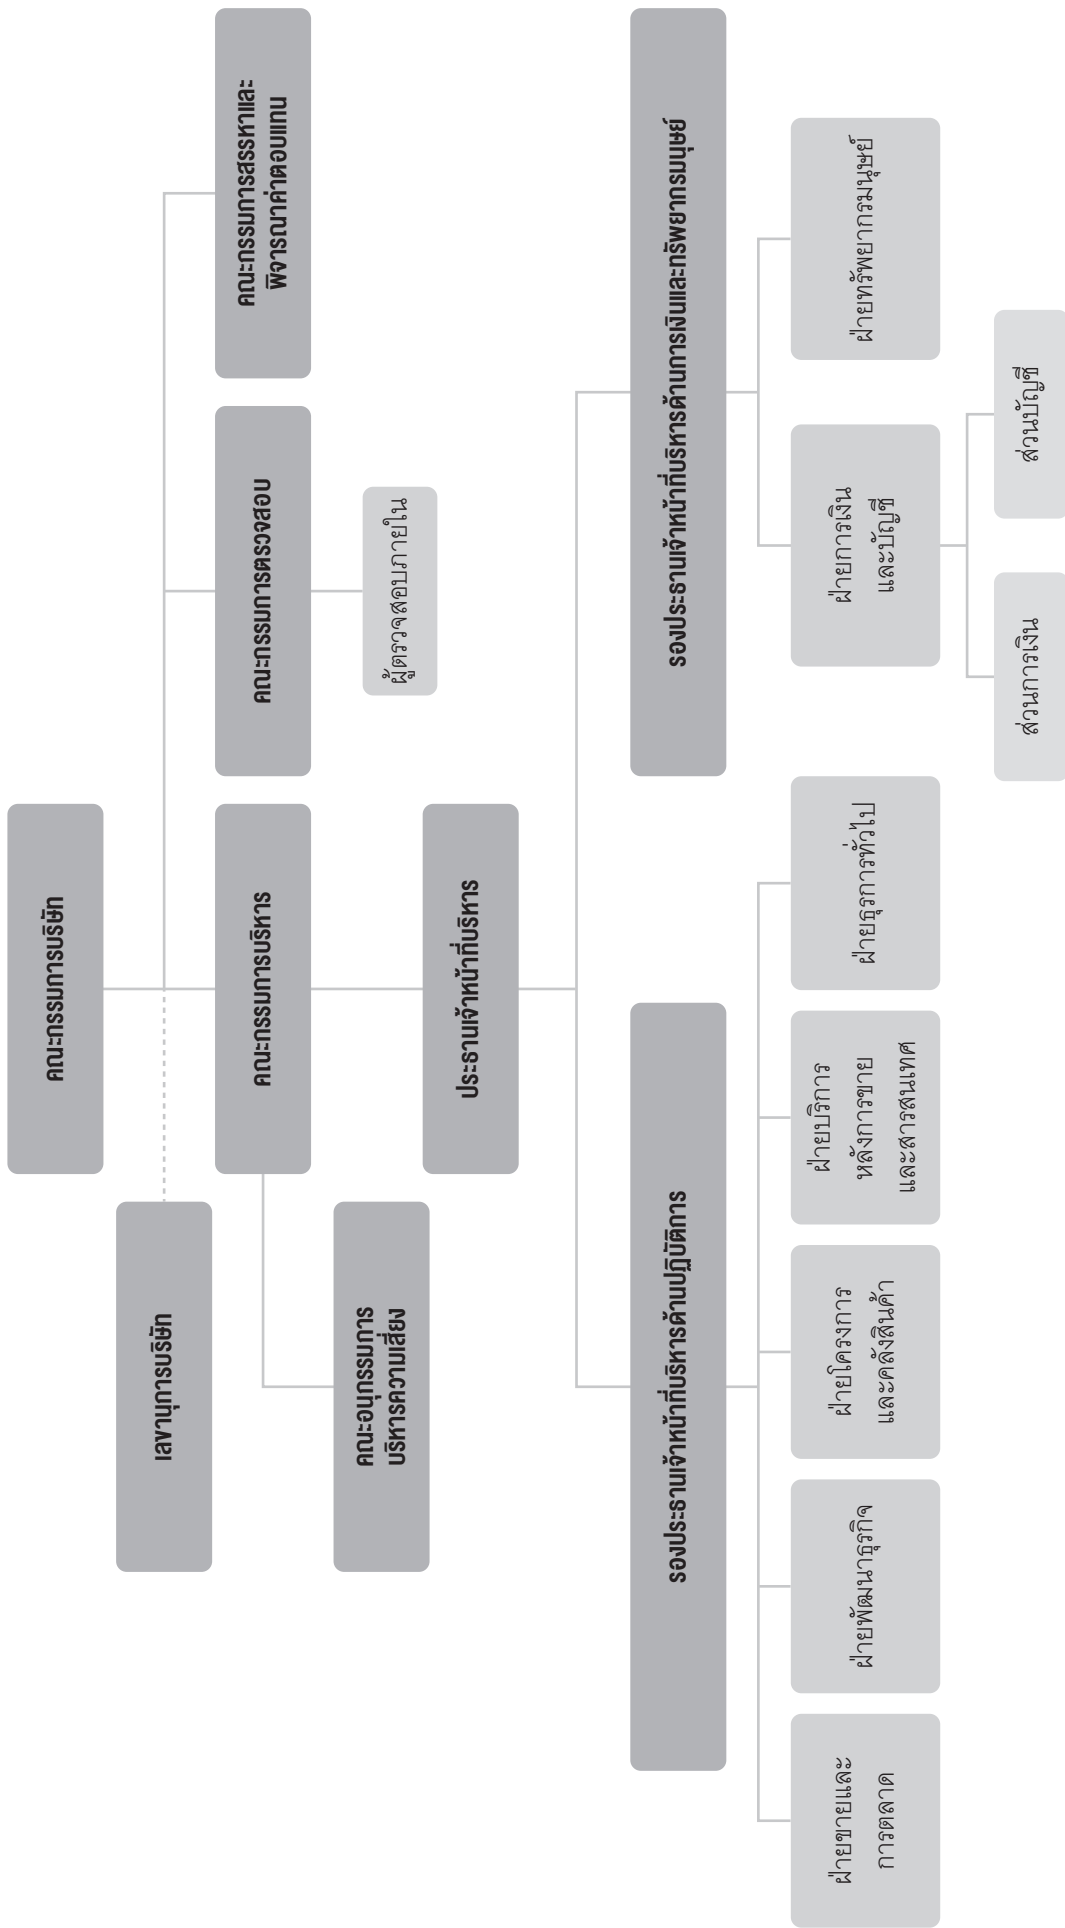 คณะกรรมการบริษัท
เลขานุการบริษัท
คณะกรรมการบริหาร
คณะกรรมการตรวจสอบ
คณะกรรมการสรรหาและ
พิจารณาค่าตอบแทน
คณะอนุกรรมการ
บริหารความเสี่ยง
ผู้ตรวจสอบภายใน
ประธานเจ้าหน้าที่บริหาร
รองประธานเจ้าหน้าที่บริหารด้านปฏิบัติการ
รองประธานเจ้าหน้าที่บริหารด้านการเงินและทรัพยากรมนุษย์
ฝ่ายขายและ
การตลาด
ฝ่ายพัฒนาธุรกิจ
ฝ่ายโครงการ
และคลังสินค้า
ฝ่ายบริการ
หลังการขาย
และสารสนเทศ
ฝ่ายธุรการทั่วไป
ฝ่ายการเงิน
และบัญชี
ฝ่ายทรัพยากรมนุษย์
ส่วนการเงิน
ส่วนบัญชี